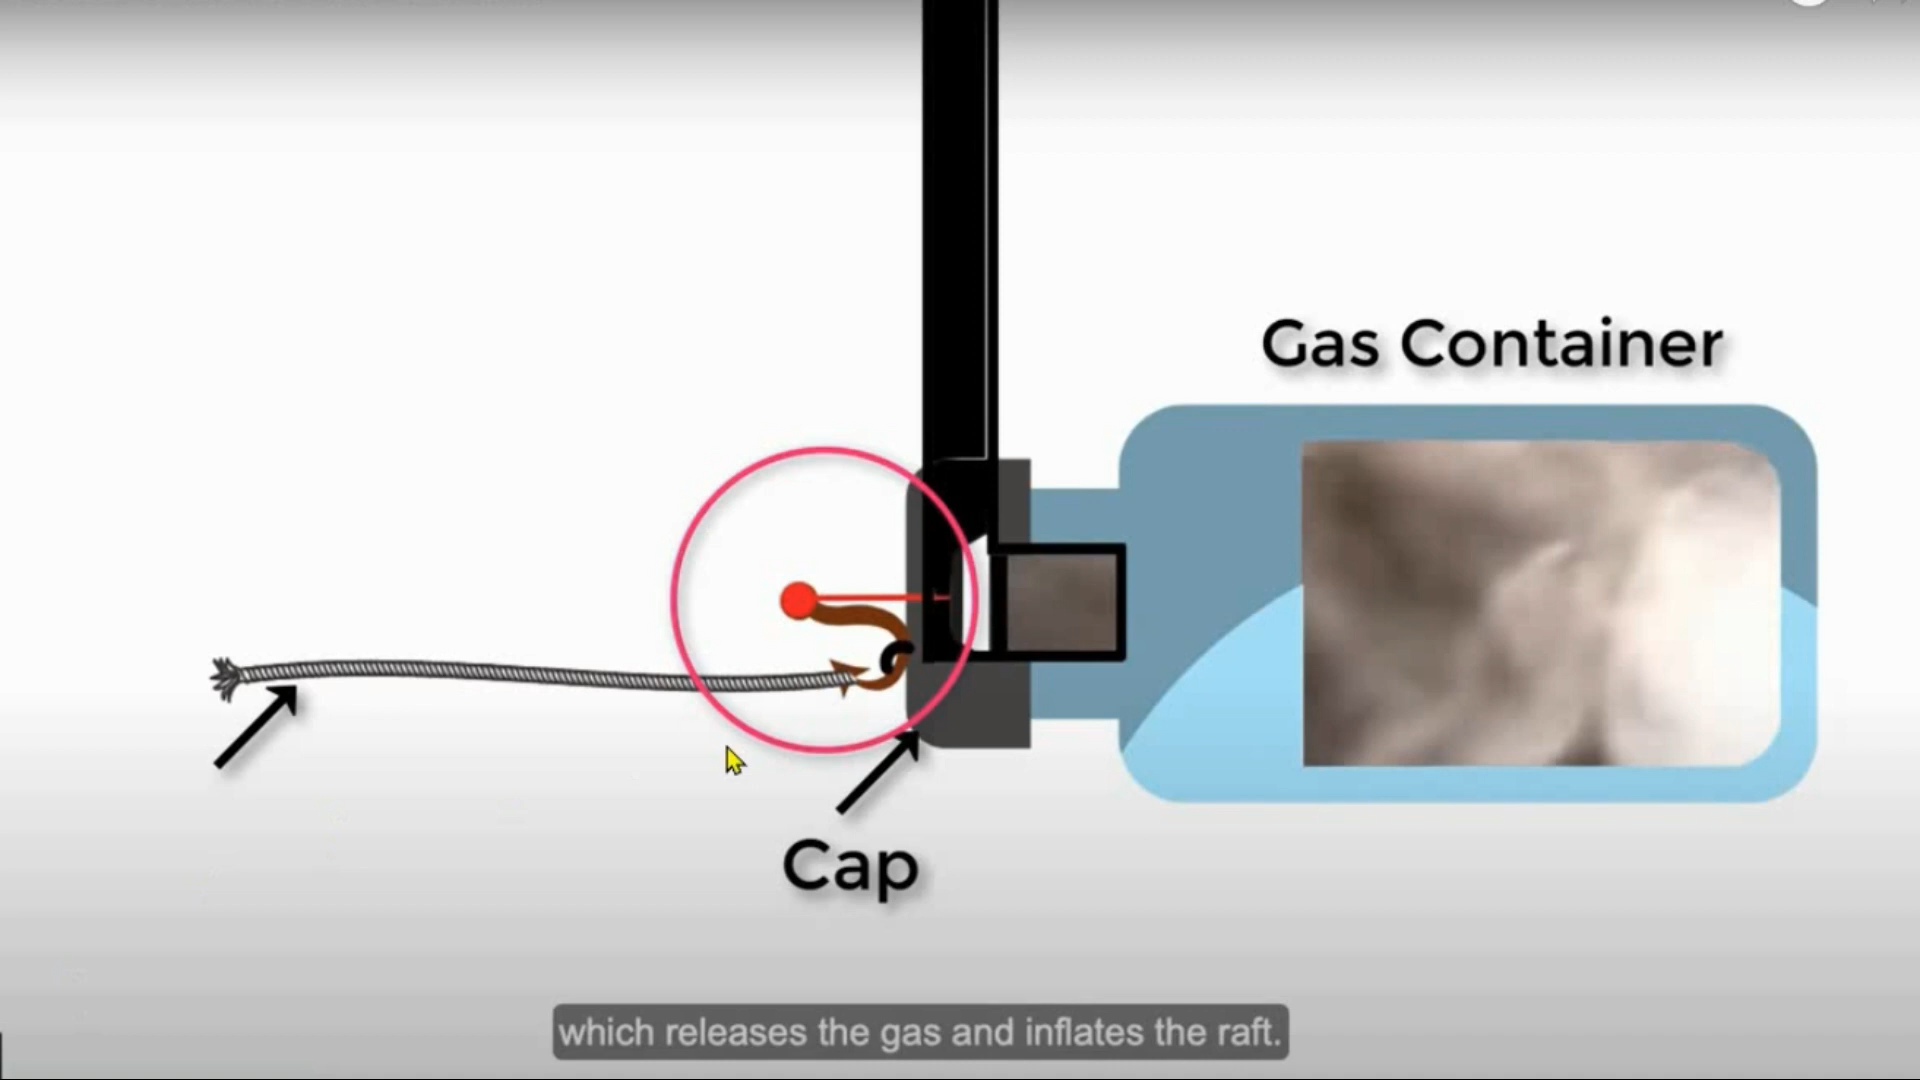 Gas Container
Cap
which releases the gas and inflates the raft.